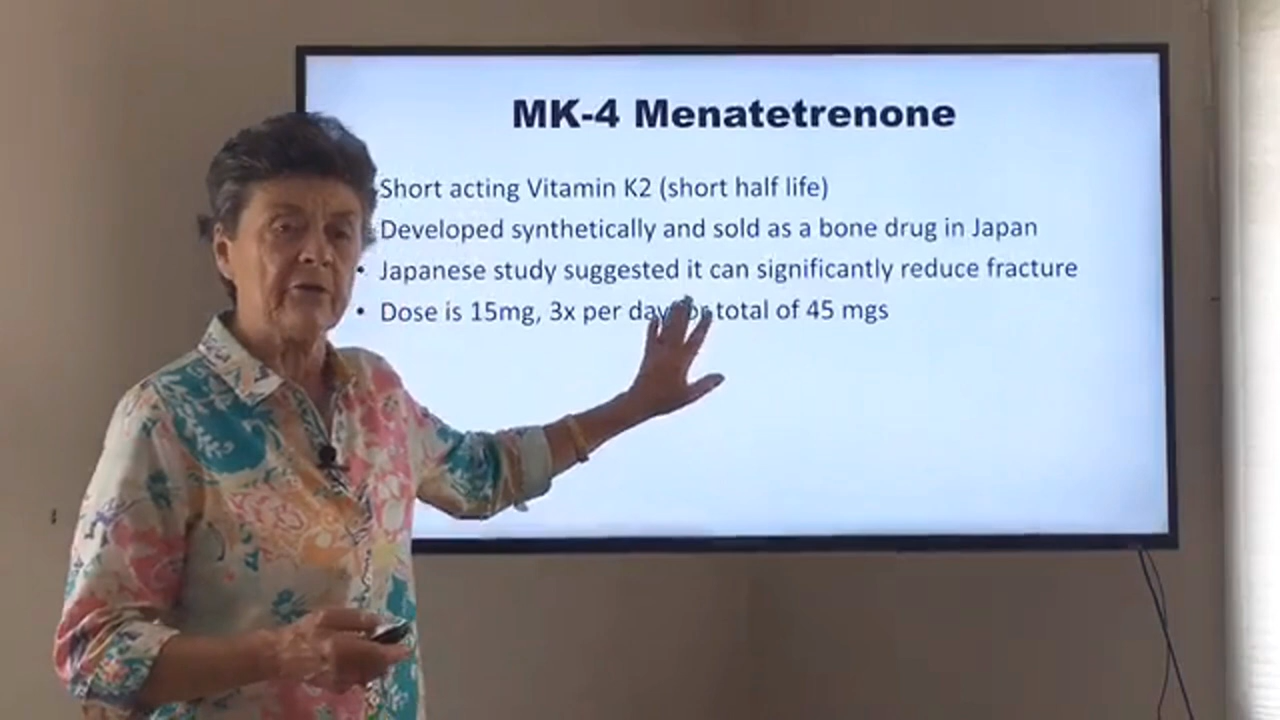 MK-4 Menatetrenone
Short acting Vitamin K2 (short half life)
Developed synthetically and sold as a bone drug in Japan
• Japanese study suggested it can significantly reduce fracture
• Dose is 15mg, 3x per day for total of 45 mgs